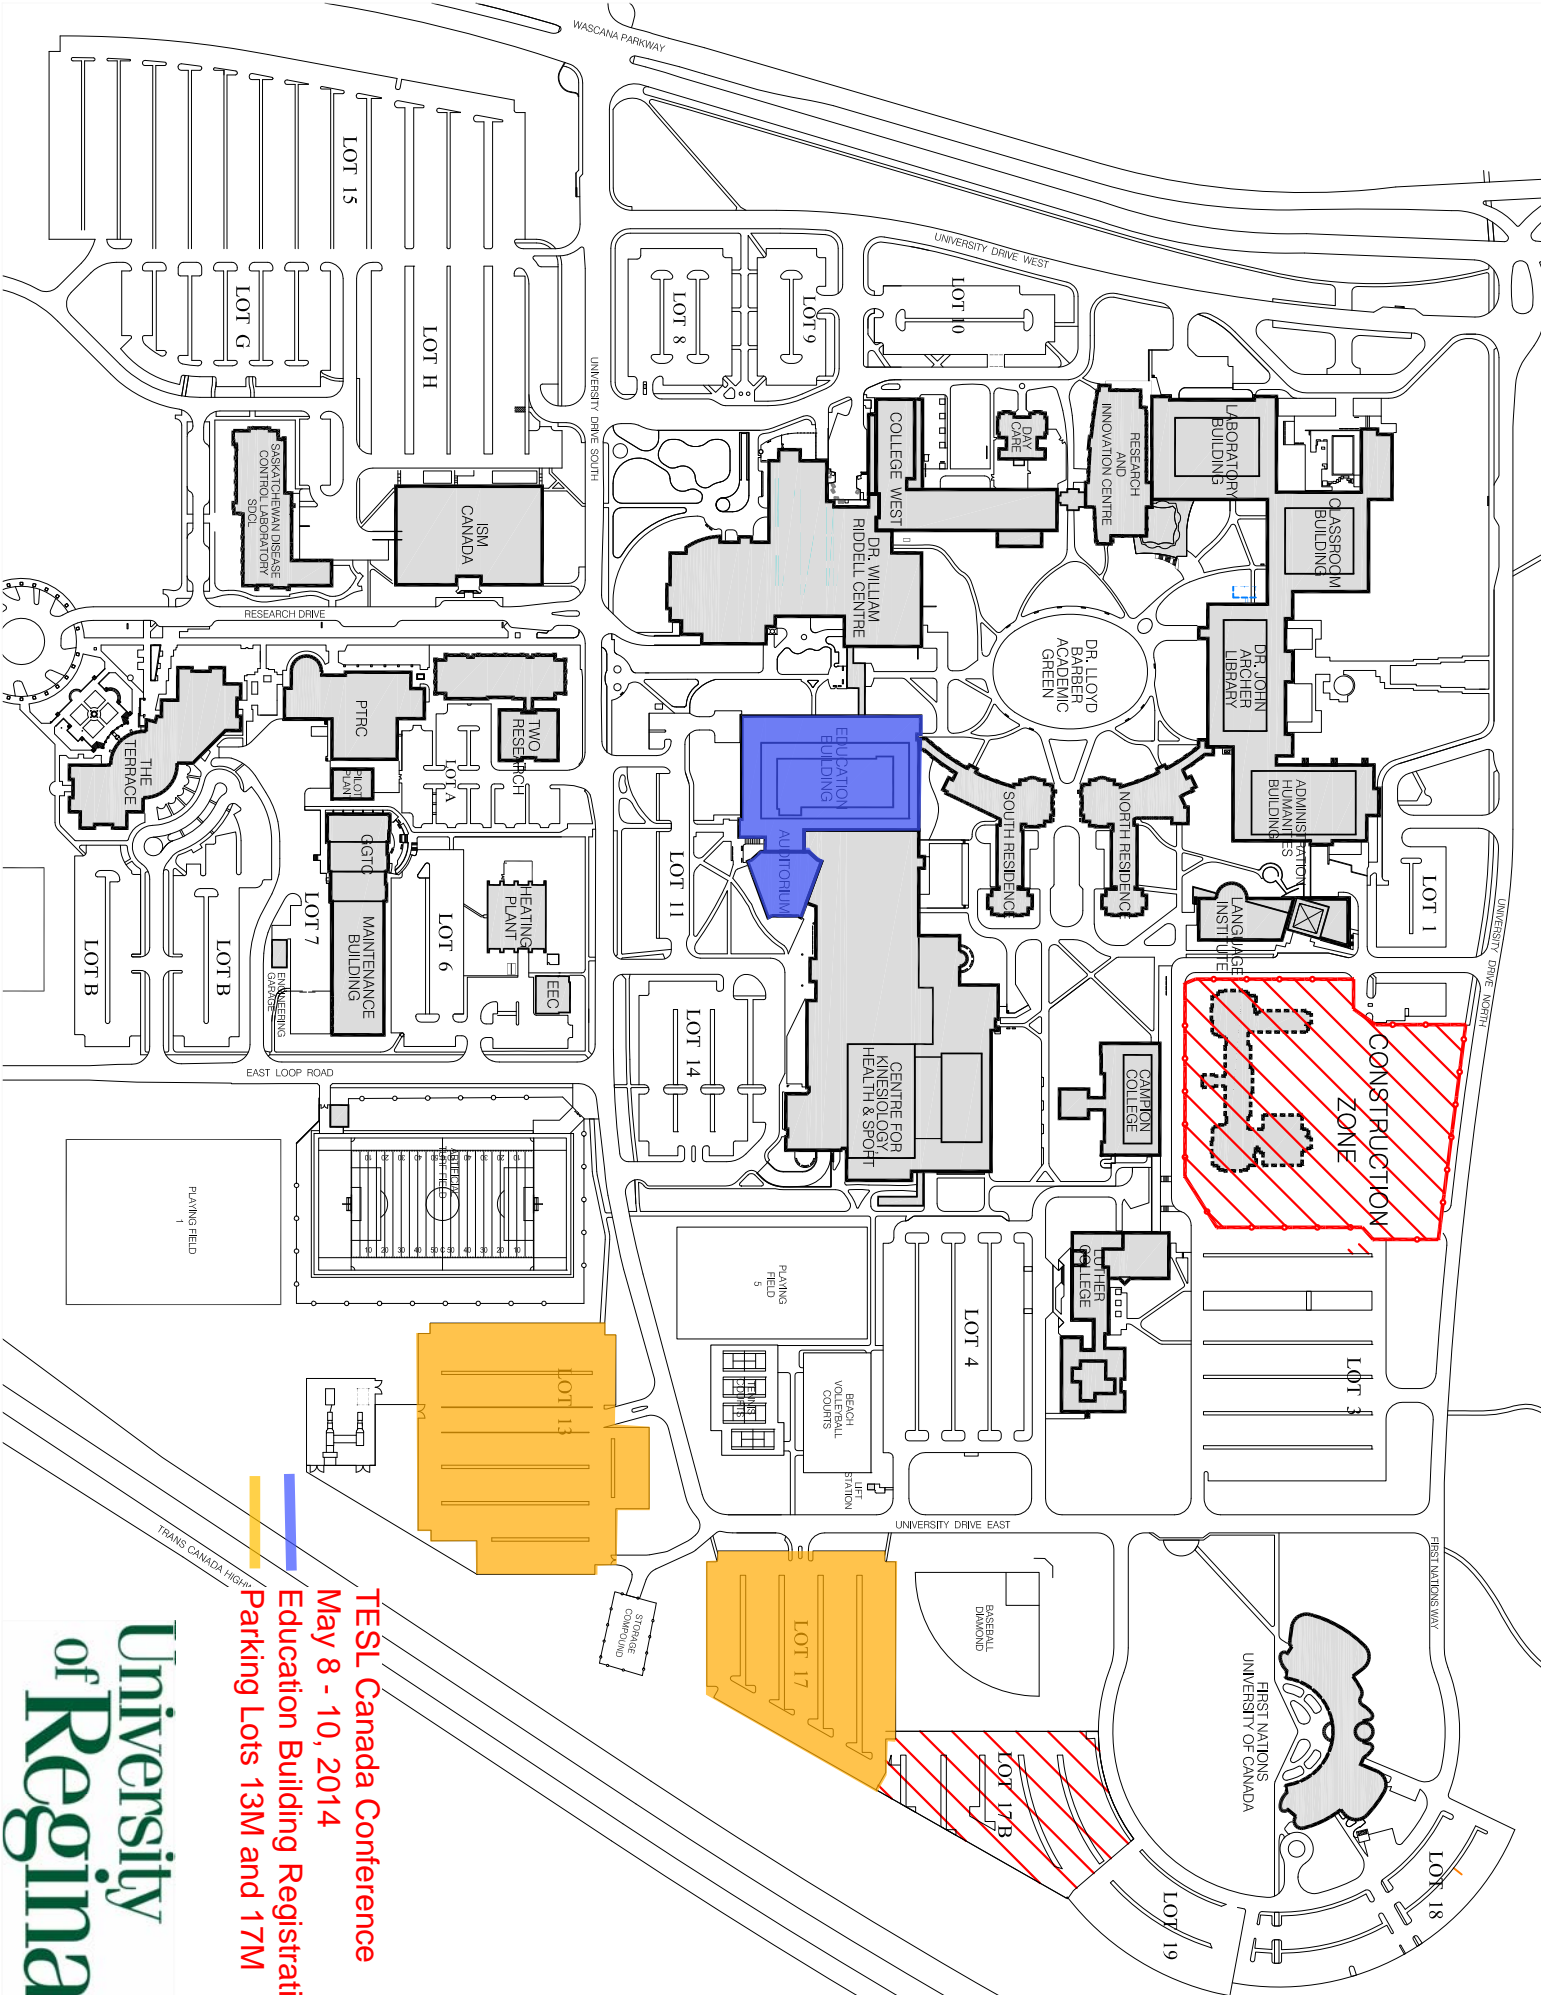 WASCANA PARKWAY
UNIVERSITY DRIVE WEST
LOT 15
LOT G
LOT H
LOT 8
LOT 9
LOT 10
UNIVERSITY DRIVE SOUTH
SASKATCHEWAN DISEASE
CONTROL LABORATORY
SDCL
ISM
CANADA
COLLEGE WEST
DAY
CARE
RESEARCH
AND
INNOVATION CENTRE
LABORATORY
BUILDING
CLASSROOM
BUILDING
DR. WILLIAM
RIDDELL CENTRE
RESEARCH DRIVE
DR. LLOYD
BARBER
ACADEMIC
GREEN
DR. JOHN
ARCHER
LIBRARY
THE
TERRACE
PTRC
PILOT
PLANT
TWO
RESEARCH
LOT A
EDUCATION
BUILDING
AUDITORIUM
SOUTH RESIDENCE
NORTH RESIDENCE
ADMINISTRATION
HUMANITIES
BUILDING
LOT 1
UNIVERSITY DRIVE NORTH
GGTC
MAINTENANCE
BUILDING
LOT 7
LOT 6
HEATING
PLANT
EEC
LOT 11
LANGUAGE
INSTITUTE
LOT B
LOT B
ENGINEERING
GARAGE
LOT 14
CENTRE FOR
KINESIOLOGY,
HEALTH & SPORT
CAMPION
COLLEGE
CONSTRUCTION
ZONE
EAST LOOP ROAD
PLAYING FIELD
1
ARTIFICIAL
TURF FIELD
PLAYING
FIELD
5
LOT 4
LUTHER
COLLEGE
LOT 3
LOT 13
TENNIS
COURTS
BEACH
VOLLEYBALL
COURTS
LIFT
STATION
UNIVERSITY DRIVE EAST
FIRST NATIONS WAY
TRANS CANADA HIGHW
STORAGE
COMPOUND
LOT 17
BASEBALL
DIAMOND
FIRST NATIONS
UNIVERSITY OF CANADA
LOT 17 B
LOT 18
LOT 19
TESL Canada Conference
May 8 - 10, 2014
Education Building Registrati
Parking Lots 13M and 17M
University
of Regina